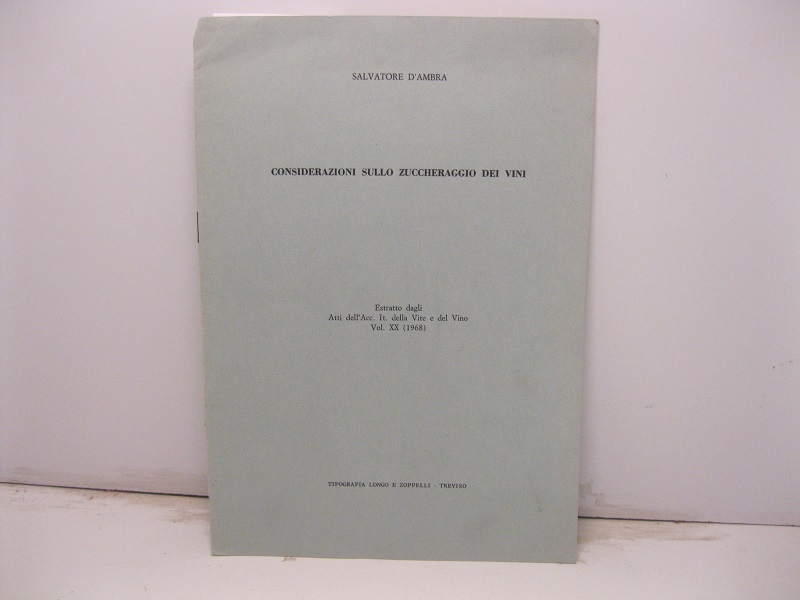 SALVATORE D'AMBRA
CONSIDERAZIONI SULLO ZUCCHERAGGIO DEI VINI
Estratto dagli
Atti dell'Acc. It. della Vite e del Vino
Vol. XX (1968)
TIPOGRAFIA LONGO E ZOPPELLI - TREVISO